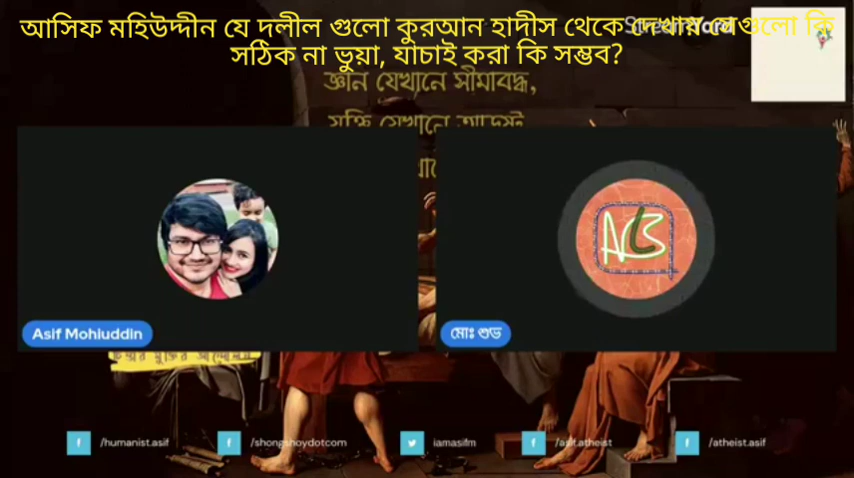 আসিফ মহিউদ্দীন যে দলীল গুলো কুরআন হাদীস থেকে দেখায় সেগুলো কি
সঠিক না ভুয়া, যাচাই করা কি সম্ভব?
জ্ঞান যেখানে সীমাবদ্ধ,
যুক্তি যেখানে আড়ষ্ট
Asif Mohiuddin
মোঃ শুভ
/humanist.asif
/shongshoydotcom
iamasifm
/asif.atheist
/atheist.asif